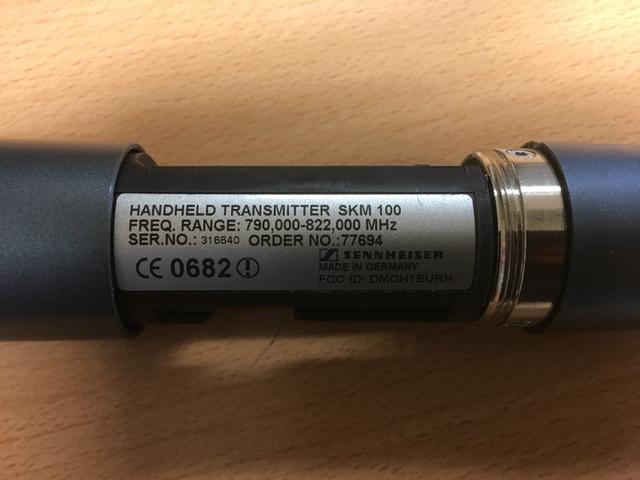 HANDHELD TRANSMITTER SKM 100
FREQ. RANGE: 790,000-822,000 MHz
SER.NO.: 316640 ORDER NO.:77694
CE 0682
SENNHEISER
MADE IN GERMANY
FCC ID: DMOH1EURH